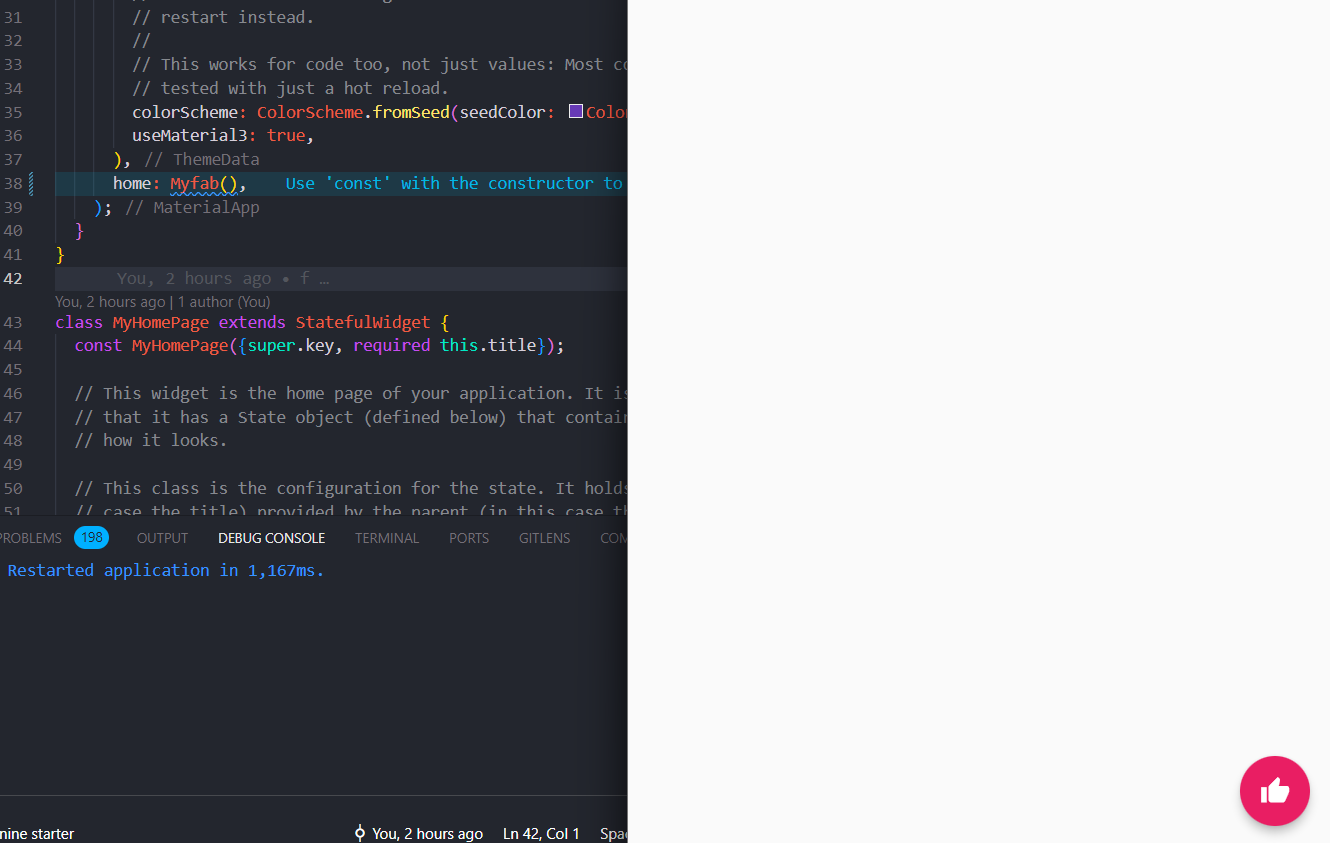 31 // restart instead.
32 //
33 // This works for code too, not just values: Most
34 // tested with just a hot reload.
35 colorScheme: ColorScheme.fromSeed(seedColor:
36 useMaterial3: true,
37 ), // ThemeData
38 home: Myfab(), Use 'const' with the constructor to
39 ); // MaterialApp
40 }
41 }
42 You, 2 hours ago • f …
You, 2 hours ago | 1 author (You)
43 class MyHomePage extends StatefulWidget {
44 const MyHomePage({super.key, required this.title});
45
46 // This widget is the home page of your application. It is
47 // that it has a State object (defined below) that contain
48 // how it looks.
49
50 // This class is the configuration for the state. It holds
51 // case the title) provided by the parent (in this case
PROBLEMS 198 OUTPUT DEBUG CONSOLE TERMINAL PORTS GITLENS COM
Restarted application in 1,167ms.
nine starter You, 2 hours ago Ln 42, Col 1 Spac